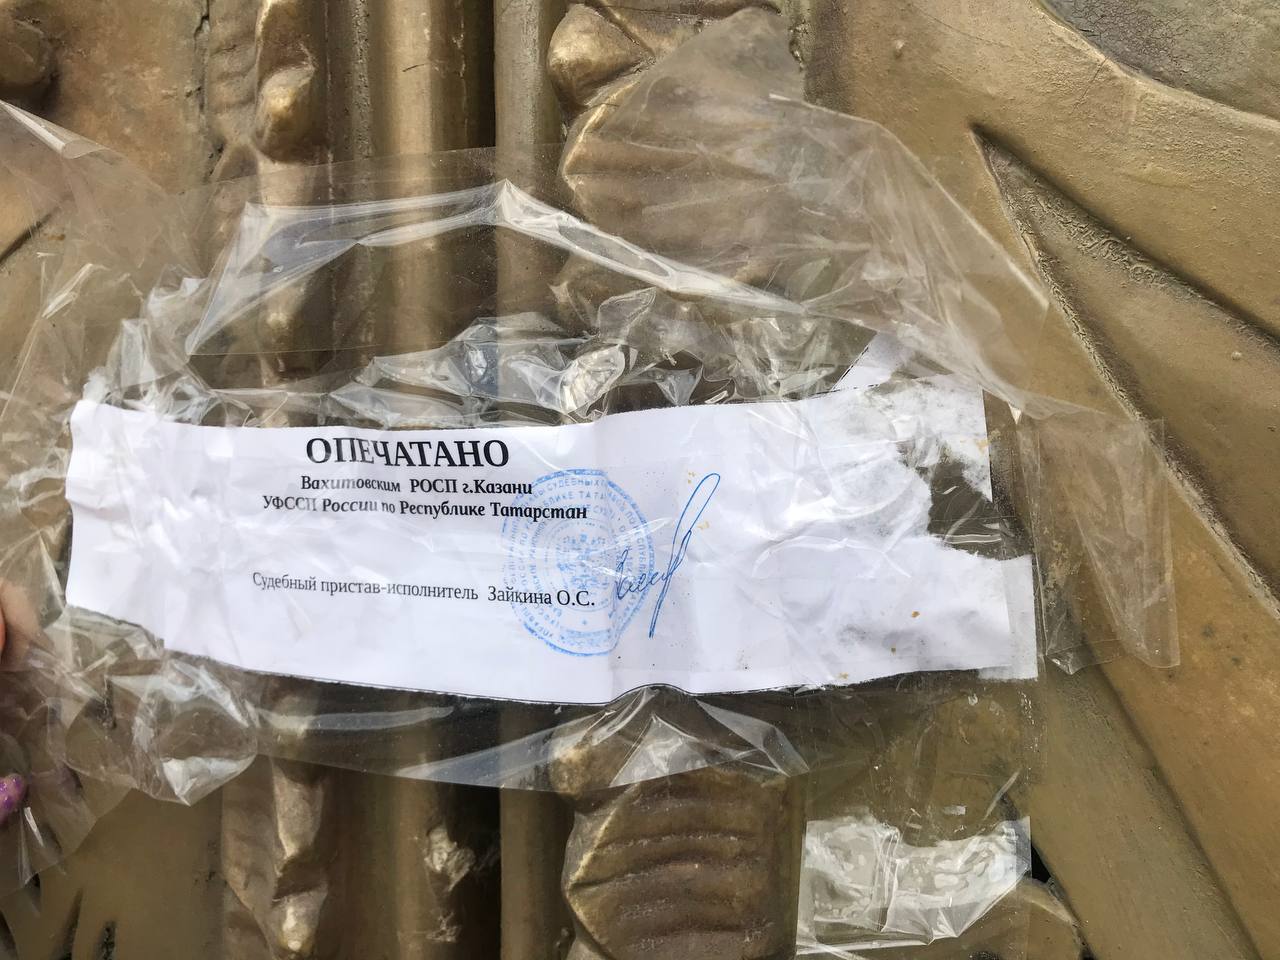 ОПЕЧАТАНО
Вахитовским РОСП г.Казани
УФССП России по Республике Татарстан
Судебный пристав-исполнитель Зайкина О.С.